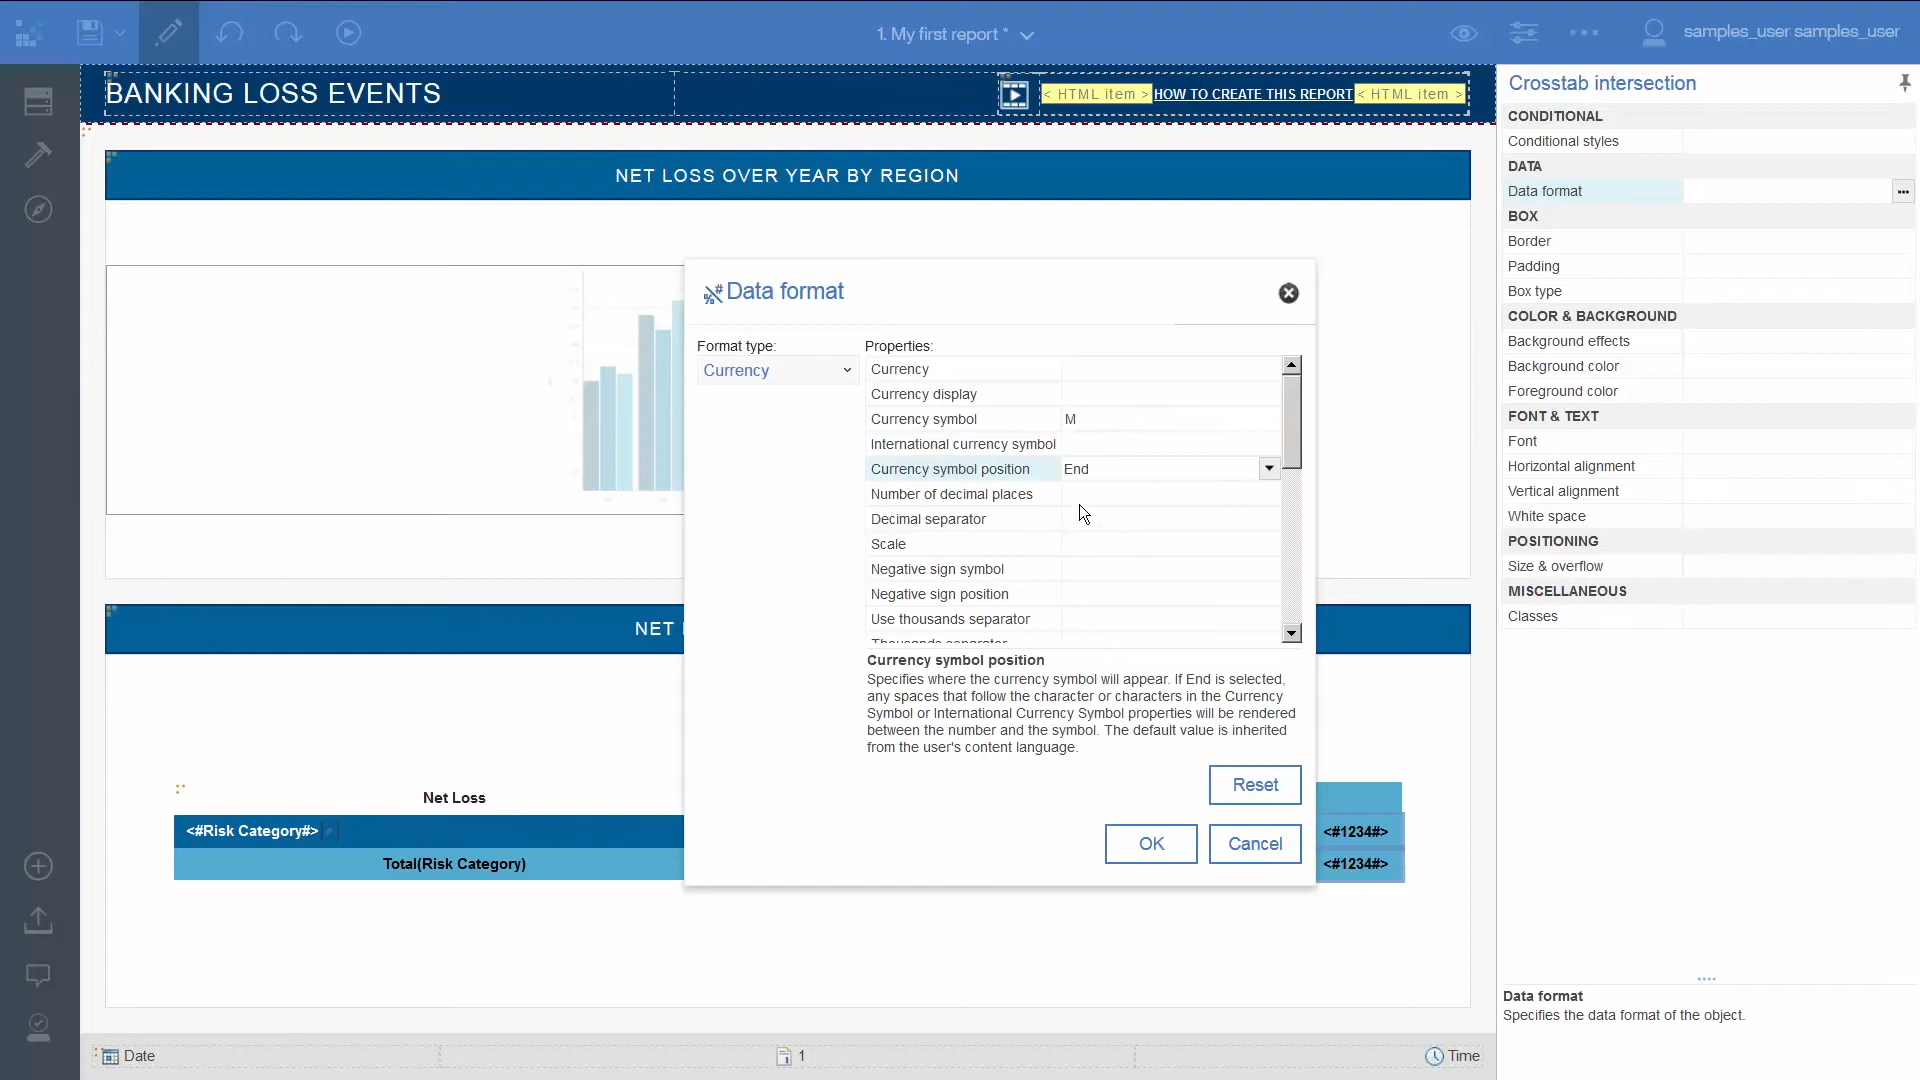 1. My first report *
samples_user samples_user
BANKING LOSS EVENTS
< HTML item >
HOW TO CREATE THIS REPORT
< HTML item >
NET LOSS OVER YEAR BY REGION
NET
Net Loss
<#Risk Category#>
Total(Risk Category)
<#1234#>
<#1234#>
Date
1
Time
Data format
Format type:
Currency
Properties:
Currency
Currency display
Currency symbol M
International currency symbol
Currency symbol position End
Number of decimal places
Decimal separator
Scale
Negative sign symbol
Negative sign position
Use thousands separator
Thousands separator
Currency symbol position
Specifies where the currency symbol will appear. If End is selected,
any spaces that follow the character or characters in the Currency
Symbol or International Currency Symbol properties will be rendered
between the number and the symbol. The default value is inherited
from the user's content language.
Reset
OK
Cancel
Crosstab intersection
CONDITIONAL
Conditional styles
DATA
Data format
BOX
Border
Padding
Box type
COLOR & BACKGROUND
Background effects
Background color
Foreground color
FONT & TEXT
Font
Horizontal alignment
Vertical alignment
White space
POSITIONING
Size & overflow
MISCELLANEOUS
Classes
Data format
Specifies the data format of the object.